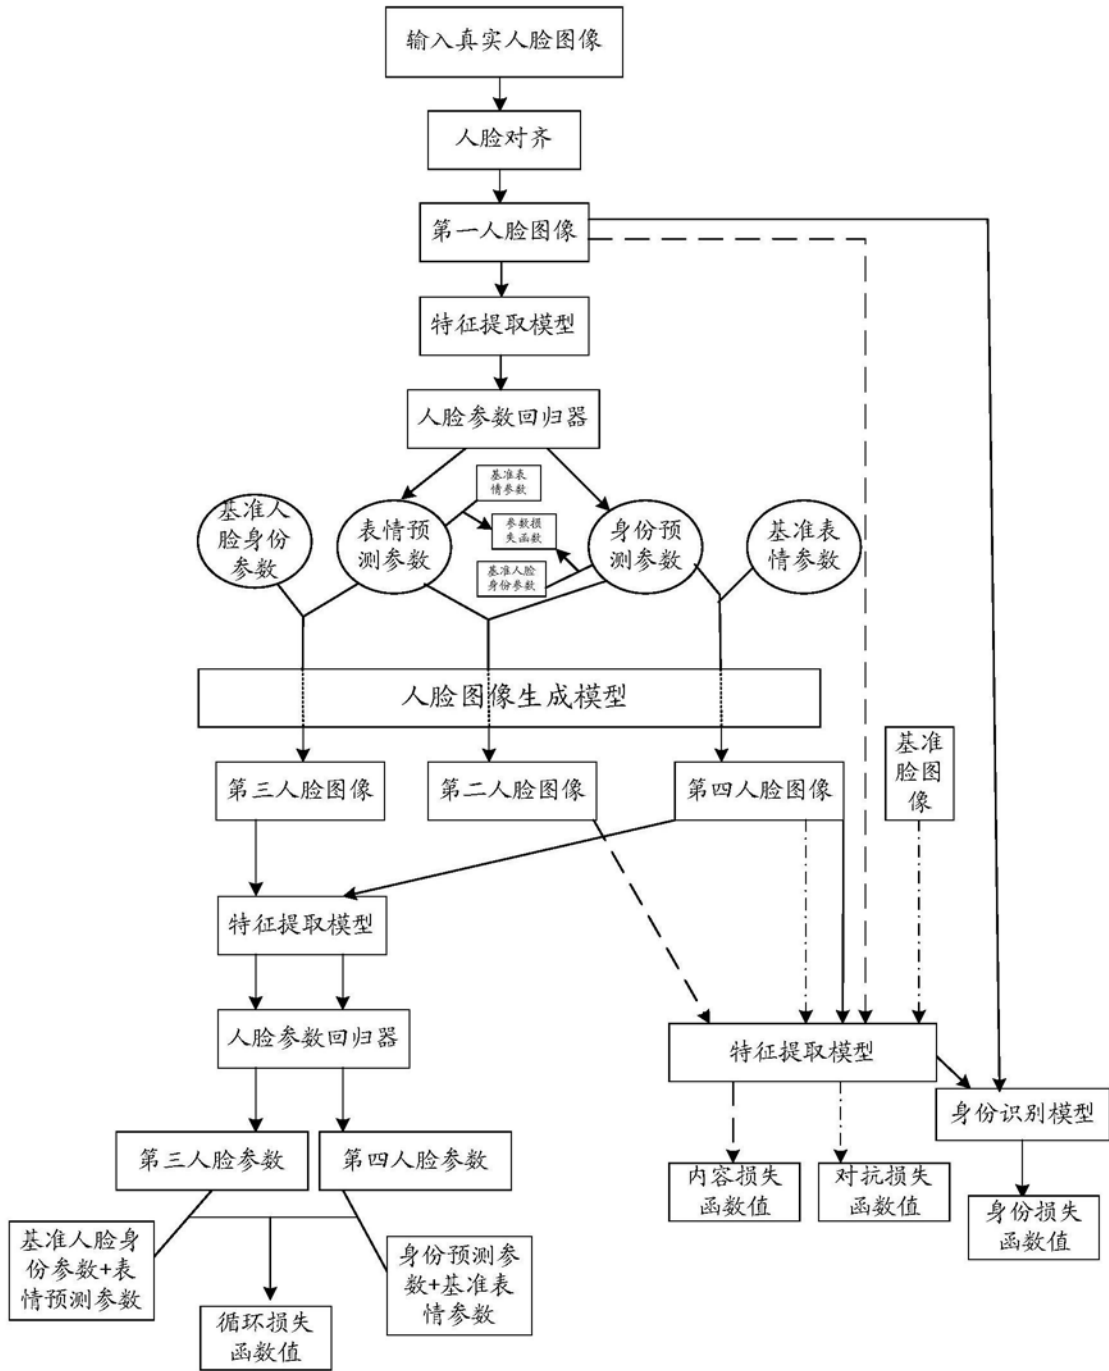 输入真实人脸图像
人脸对齐
第一人脸图像
特征提取模型
人脸参数回归器
基准人
脸身份
参数
表情预
测参数
基准表
情参数
参数损
失函数
基准人脸
身份参数
身份预
测参数
基准表
情参数
人脸图像生成模型
第三人脸图像
第二人脸图像
第四人脸图像
基准
脸图
像
特征提取模型
人脸参数回归器
特征提取模型
身份识别模型
第三人脸参数
第四人脸参数
内容损失
函数值
对抗损失
函数值
身份损失
函数值
基准人脸身
份参数+表
情预测参数
循环损失
函数值
身份预测参
数+基准表
情参数